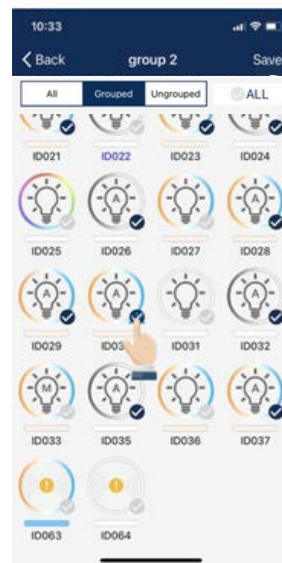 10:33
Back group 2 Save
All Grouped Ungrouped ALL
ID021 ID022 ID023 ID024
A A
ID025 ID026 ID027 ID028
A A A
ID029 ID03 ID031 ID032
M A A
ID033 ID035 ID036 ID037
! !
ID063 ID064